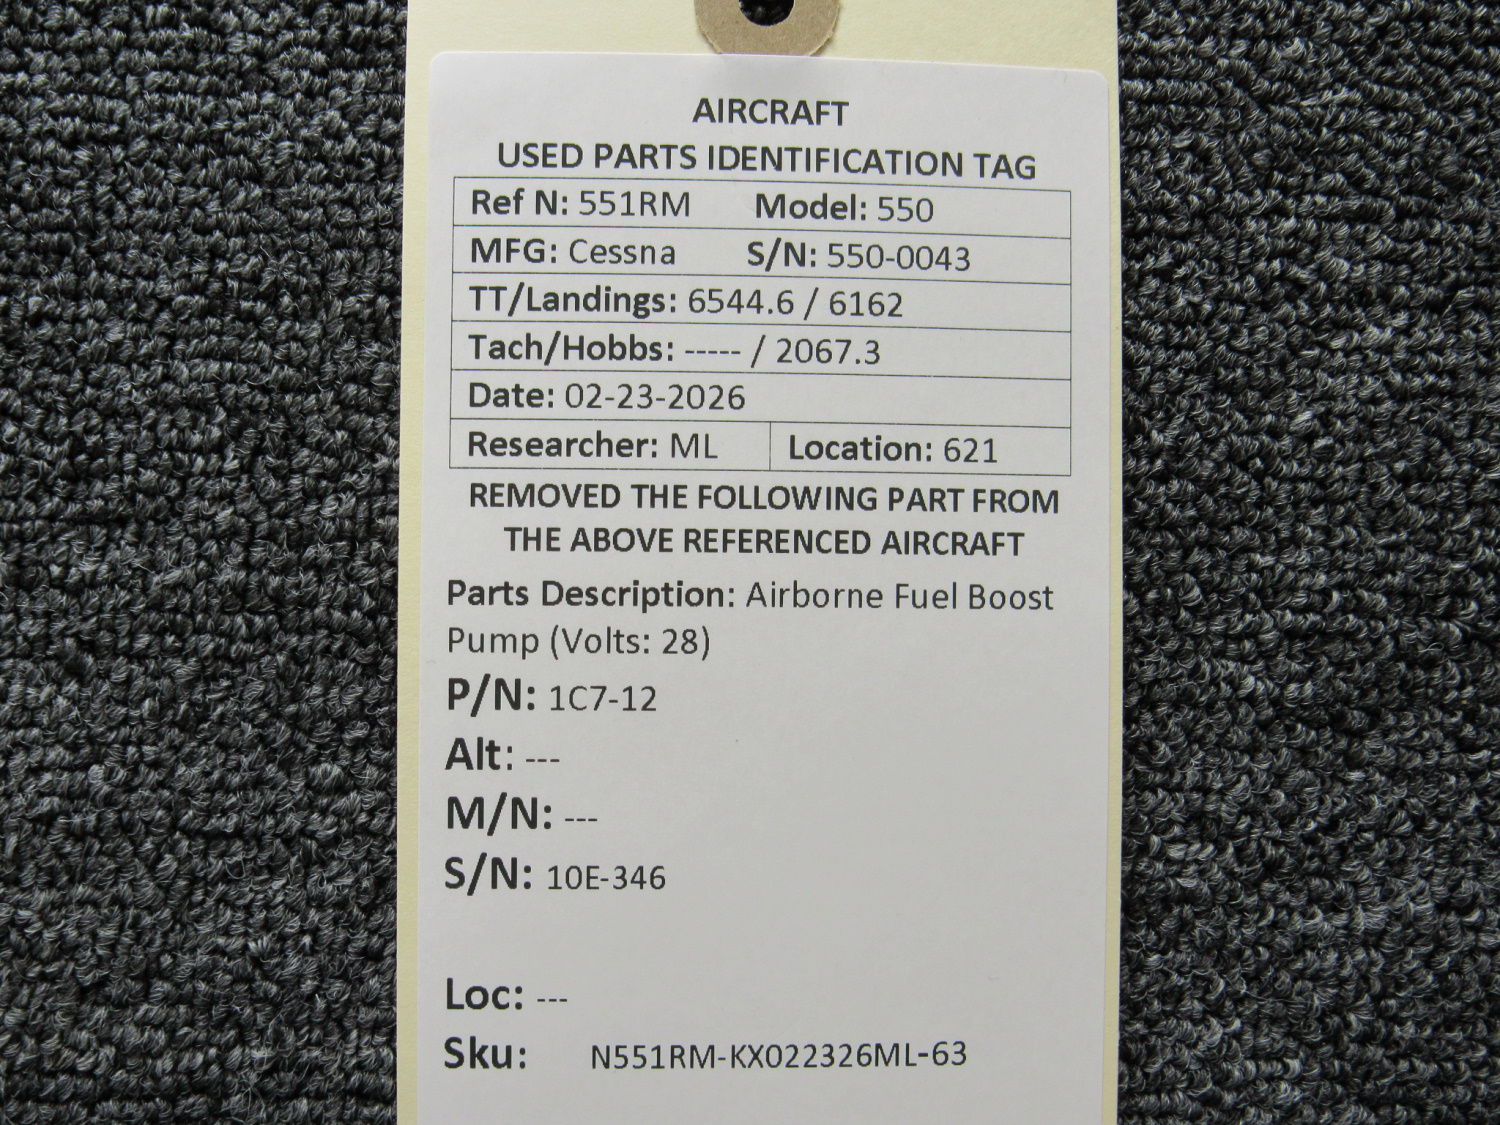 AIRCRAFT
USED PARTS IDENTIFICATION TAG
Ref N: 551RM Model: 550
MFG: Cessna S/N: 550-0043
TT/Landings: 6544.6 / 6162
Tach/Hobbs: ----- / 2067.3
Date: 02-23-2026
Researcher: ML Location: 621
REMOVED THE FOLLOWING PART FROM
THE ABOVE REFERENCED AIRCRAFT
Parts Description: Airborne Fuel Boost
Pump (Volts: 28)
P/N: 1C7-12
Alt: ---
M/N: ---
S/N: 10E-346
Loc: ---
Sku: N551RM-KX022326ML-63